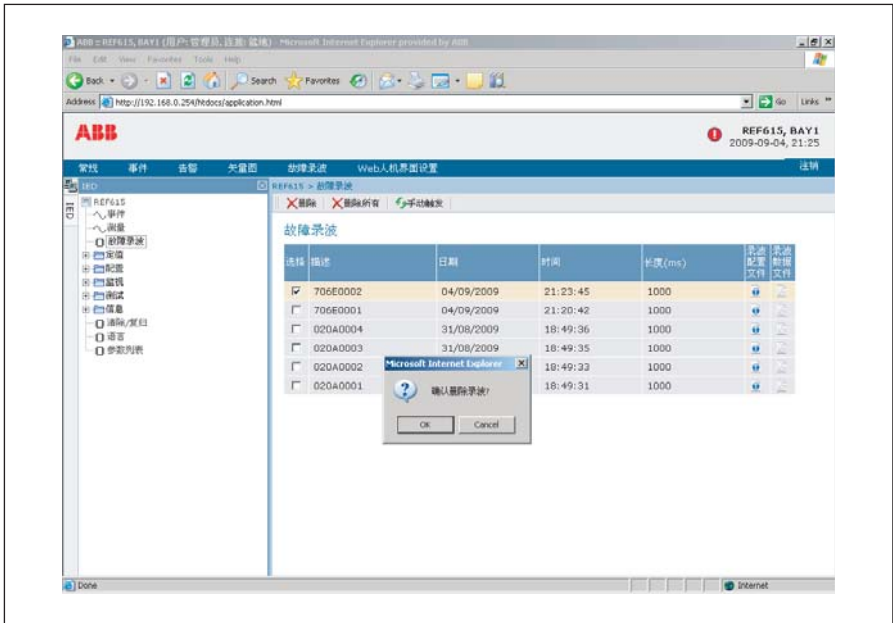 ABB = REF615, BAY1 (用户: 管理员, 连接: 就地) - Microsoft Internet Explorer provided by ABB
File Edit View Favorites Tools Help
Back Search Favorites
Address http://192.168.0.254/htdocs/application.html Go Links
ABB
REF615, BAY1
2009-09-04, 21:25
常规 事件 告警 矢量图 故障录波 Web人机界面设置 注销
IED
IED
REF615 > 故障录波
REF615
事件
测量
故障录波
定值
配置
监视
测试
信息
清除/复归
语言
参数列表
删除 删除所有 手动触发
故障录波
选择 描述 日期 时间 长度(ms) 录波配置文件 录波数据文件
706E0002 04/09/2009 21:23:45 1000
706E0001 04/09/2009 21:20:42 1000
020A0004 31/08/2009 18:49:36 1000
020A0003 31/08/2009 18:49:35 1000
020A0002 18:49:33 1000
020A0001 18:49:31 1000
Microsoft Internet Explorer
确认删除录波?
OK Cancel
Done Internet